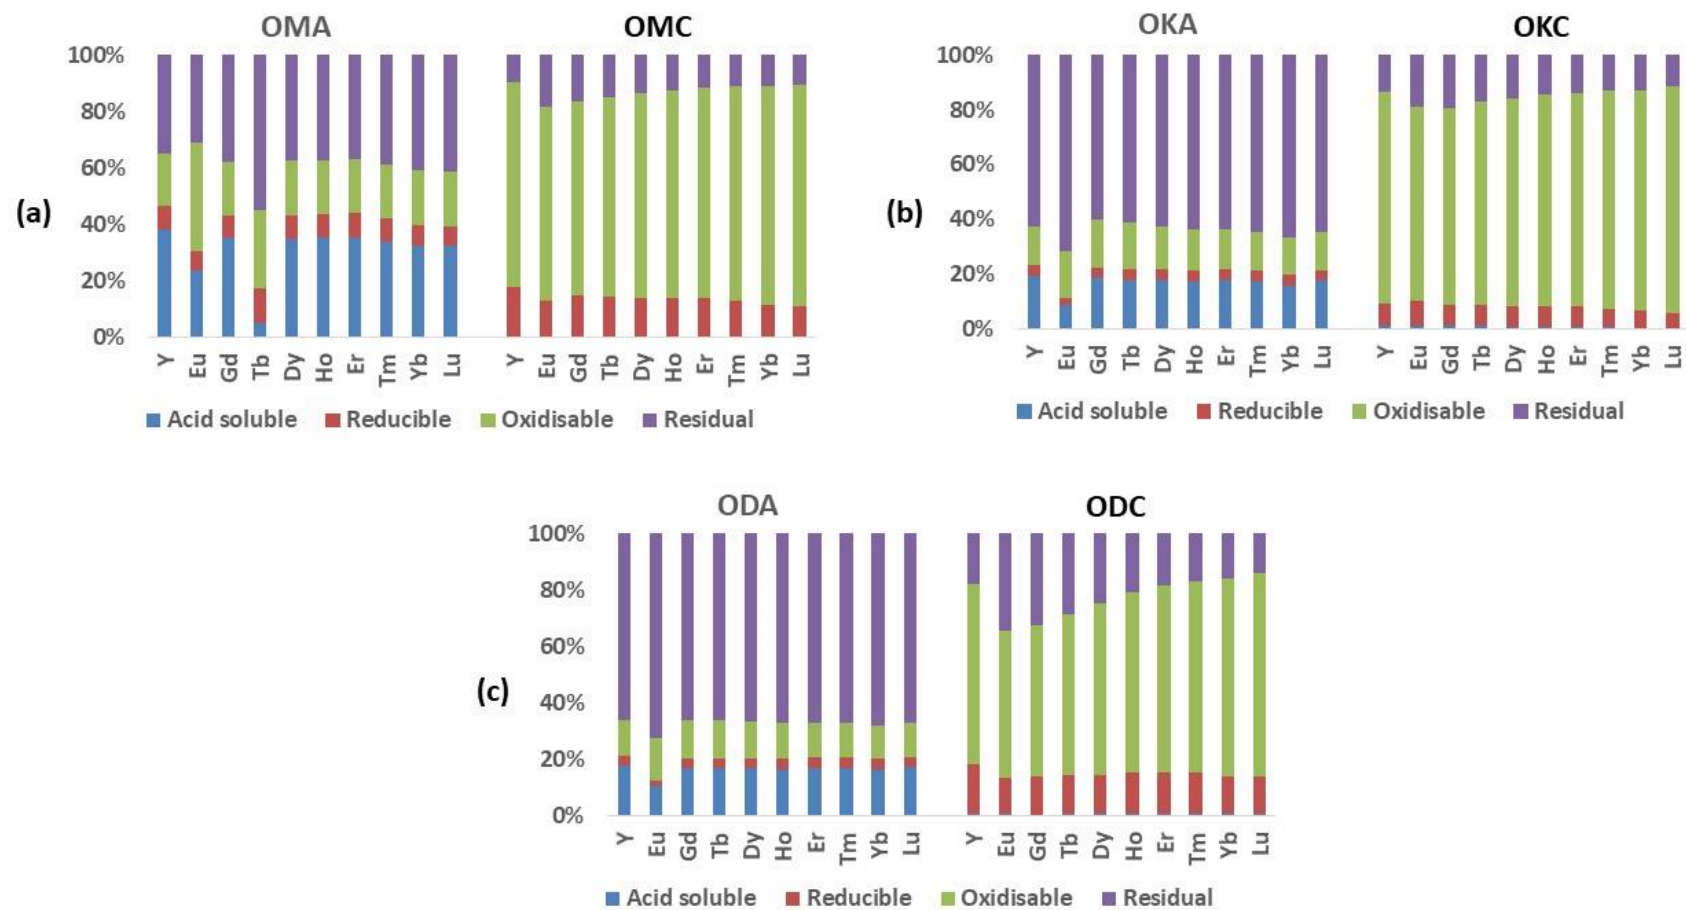 OMA OMC
100%
80%
60%
40%
20%
0%
(a)
Y Eu Gd Tb Dy Ho Er Tm Yb Lu Y Eu Gd Tb Dy Ho Er Tm Yb Lu
Acid soluble Reducible Oxidisable Residual
OKA OKC
100%
80%
60%
40%
20%
0%
(b)
Y Eu Gd Tb Dy Ho Er Tm Yb Lu Y Eu Gd Tb Dy Ho Er Tm Yb Lu
Acid soluble Reducible Oxidisable Residual
ODA ODC
100%
80%
60%
40%
20%
0%
(c)
Y Eu Gd Tb Dy Ho Er Tm Yb Lu Y Eu Gd Tb Dy Ho Er Tm Yb Lu
Acid soluble Reducible Oxidisable Residual